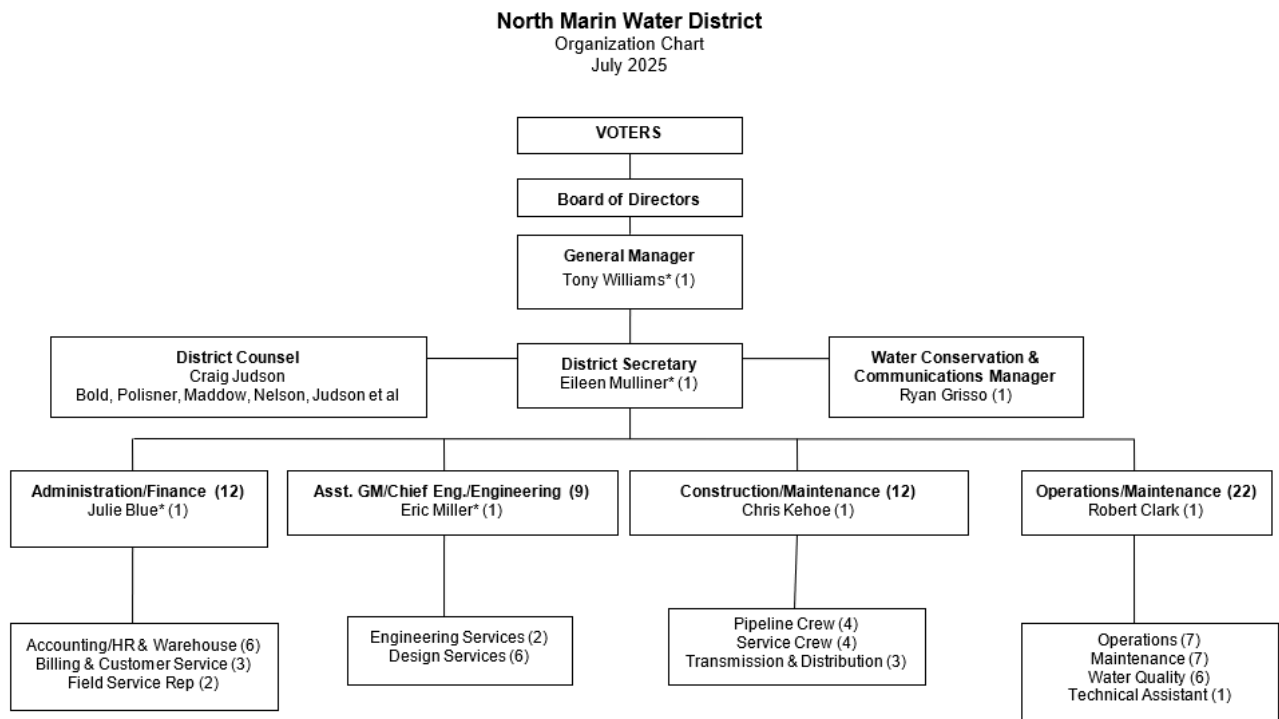 North Marin Water District
Organization Chart
July 2025
VOTERS
Board of Directors
General Manager
Tony Williams* (1)
District Counsel
Craig Judson
Bold, Polisner, Maddow, Nelson, Judson et al
District Secretary
Eileen Mulliner* (1)
Water Conservation &
Communications Manager
Ryan Grisso (1)
Administration/Finance (12)
Julie Blue* (1)
Asst. GM/Chief Eng./Engineering (9)
Eric Miller* (1)
Construction/Maintenance (12)
Chris Kehoe (1)
Operations/Maintenance (22)
Robert Clark (1)
Accounting/HR & Warehouse (6)
Billing & Customer Service (3)
Field Service Rep (2)
Engineering Services (2)
Design Services (6)
Pipeline Crew (4)
Service Crew (4)
Transmission & Distribution (3)
Operations (7)
Maintenance (7)
Water Quality (6)
Technical Assistant (1)